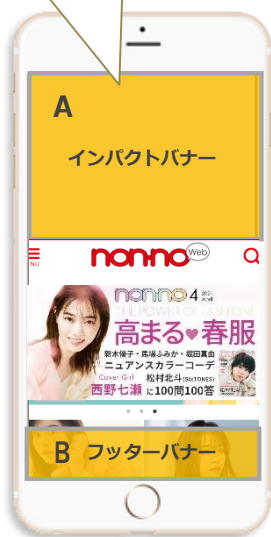 A
インパクトバナー
NU
non-no Web
non-no 4 2021 April
THE POWER OF FASHION!
高まる♥春服
新木優子・馬場ふみか・堀田真由
ニュアンスカラーコーデ
Cover Girl 松村北斗(SixTONES)
西野七瀬 に100問100答
B フッターバナー